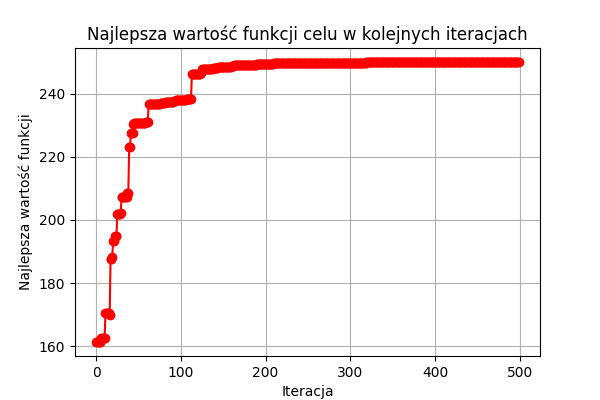 Najlepsza wartość funkcji celu w kolejnych iteracjach
Najlepsza wartość funkcji
240
220
200
180
160
0 100 200 300 400 500
Iteracja